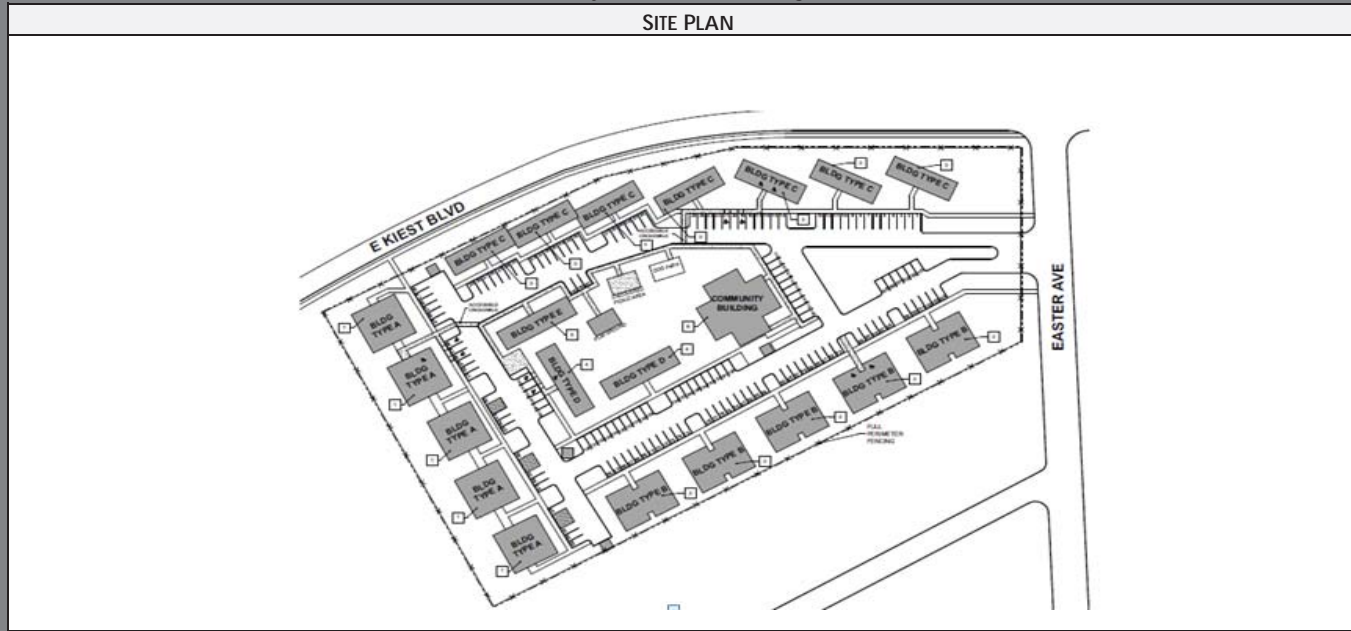 SITE PLAN
E KIEST BLVD
EASTER AVE
BLDG TYPE C
BLDG TYPE C
BLDG TYPE C
BLDG TYPE C
BLDG TYPE C
BLDG TYPE C
BLDG TYPE C
BLDG
TYPE A
BLDG
TYPE A
BLDG
TYPE A
BLDG
TYPE A
BLDG
TYPE A
BLDG TYPE E
BLDG TYPE D
BLDG TYPE D
COMMUNITY
BUILDING
BLDG TYPE B
BLDG TYPE B
BLDG TYPE B
BLDG TYPE B
BLDG TYPE B
FULL
PERIMETER
FENCING